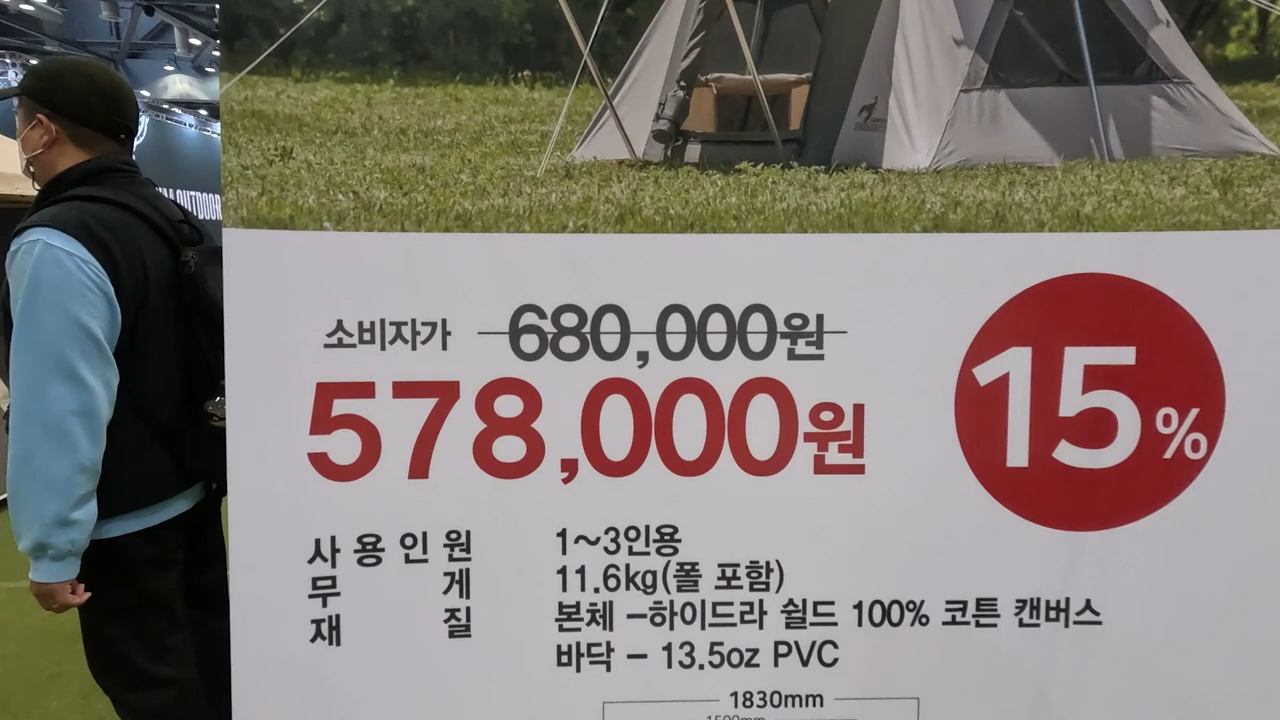 OUTDOOR
소비자가 680,000원
578,000원
15%
사용인원 1~3인용
무게 11.6kg(폴 포함)
재질 본체 -하이드라 쉴드 100% 코튼 캔버스
바닥 - 13.5oz PVC
1830mm